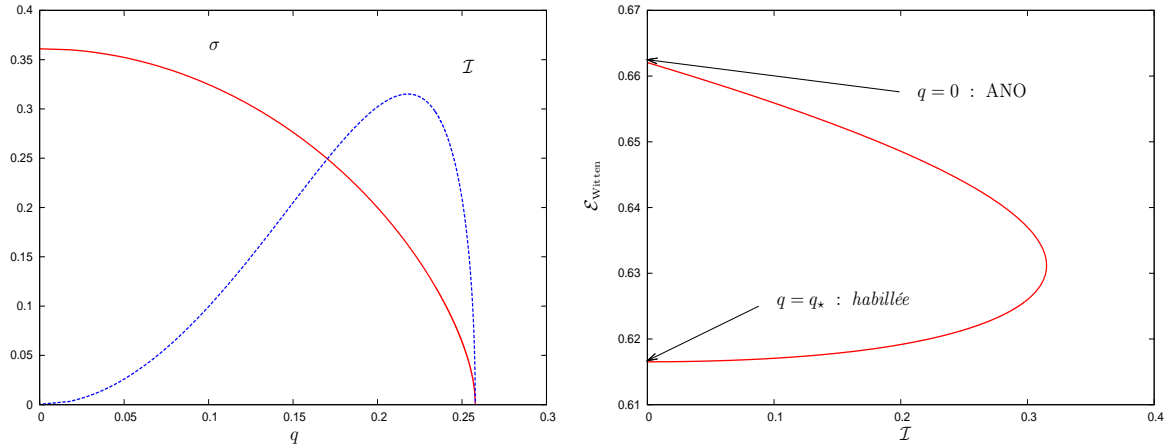 0.4
0.35
0.3
0.25
0.2
0.15
0.1
0.05
0
σ
𝓘
0 0.05 0.1 0.15 0.2 0.25 0.3
q
0.67
0.66
0.65
0.64
0.63
0.62
0.61
ℰ_Witten
q = 0 : ANO
q = q⋆ : habillée
0 0.1 0.2 0.3 0.4
𝓘